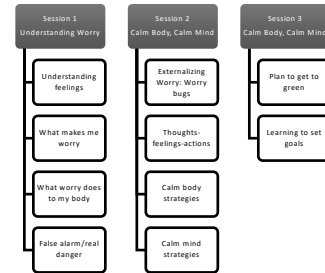 Session 1
Understanding Worry
Understanding
feelings
What makes me
worry
What worry does
to my body
False alarm/real
danger
Session 2
Calm Body, Calm Mind
Externalizing
Worry: Worry
bugs
Thoughts-
feelings-actions
Calm body
strategies
Calm mind
strategies
Session 3
Calm Body, Calm Mind
Plan to get to
green
Learning to set
goals